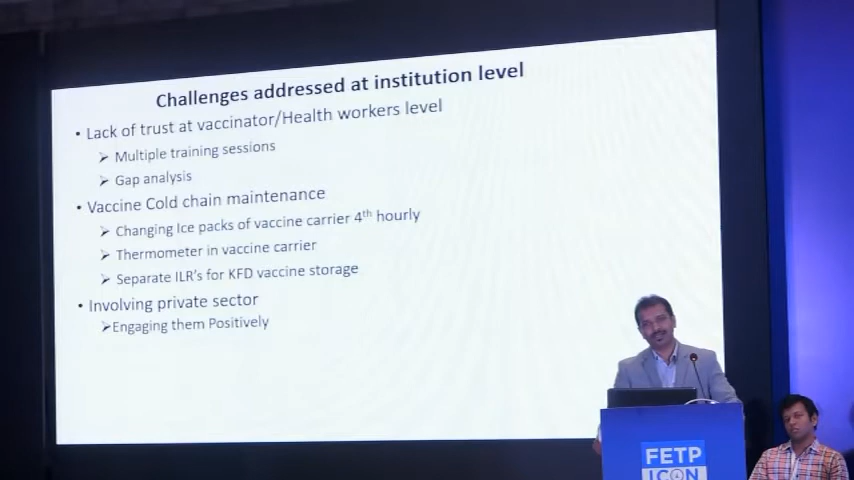 Challenges addressed at institution level
• Lack of trust at vaccinator/Health workers level
➢ Multiple training sessions
➢ Gap analysis
• Vaccine Cold chain maintenance
➢ Changing Ice packs of vaccine carrier 4th hourly
➢ Thermometer in vaccine carrier
➢ Separate ILR's for KFD vaccine storage
• Involving private sector
➢Engaging them Positively
FETP
ICON